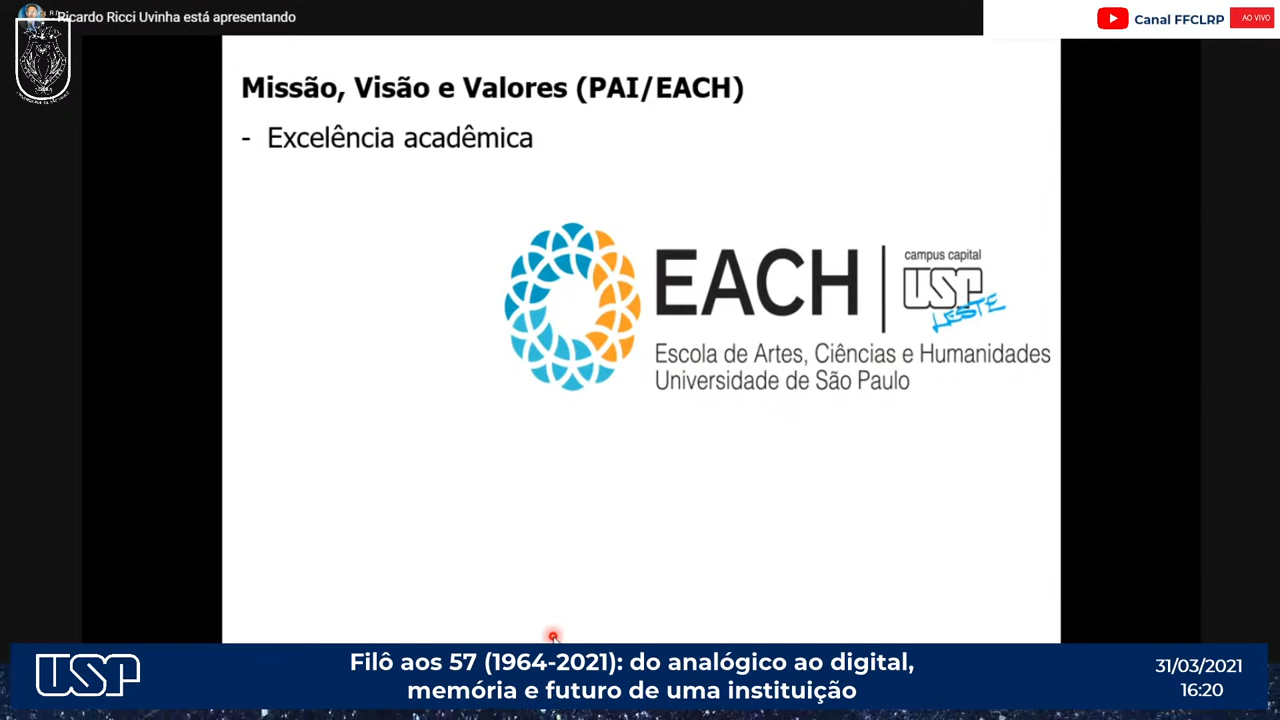 Ricardo Ricci Uvinha está apresentando
Canal FFCLRP
AO VIVO
Missão, Visão e Valores (PAI/EACH)
- Excelência acadêmica
EACH
campus capital
USP
LESTE
Escola de Artes, Ciências e Humanidades
Universidade de São Paulo
USP
Filô aos 57 (1964-2021): do analógico ao digital,
memória e futuro de uma instituição
31/03/2021
16:20